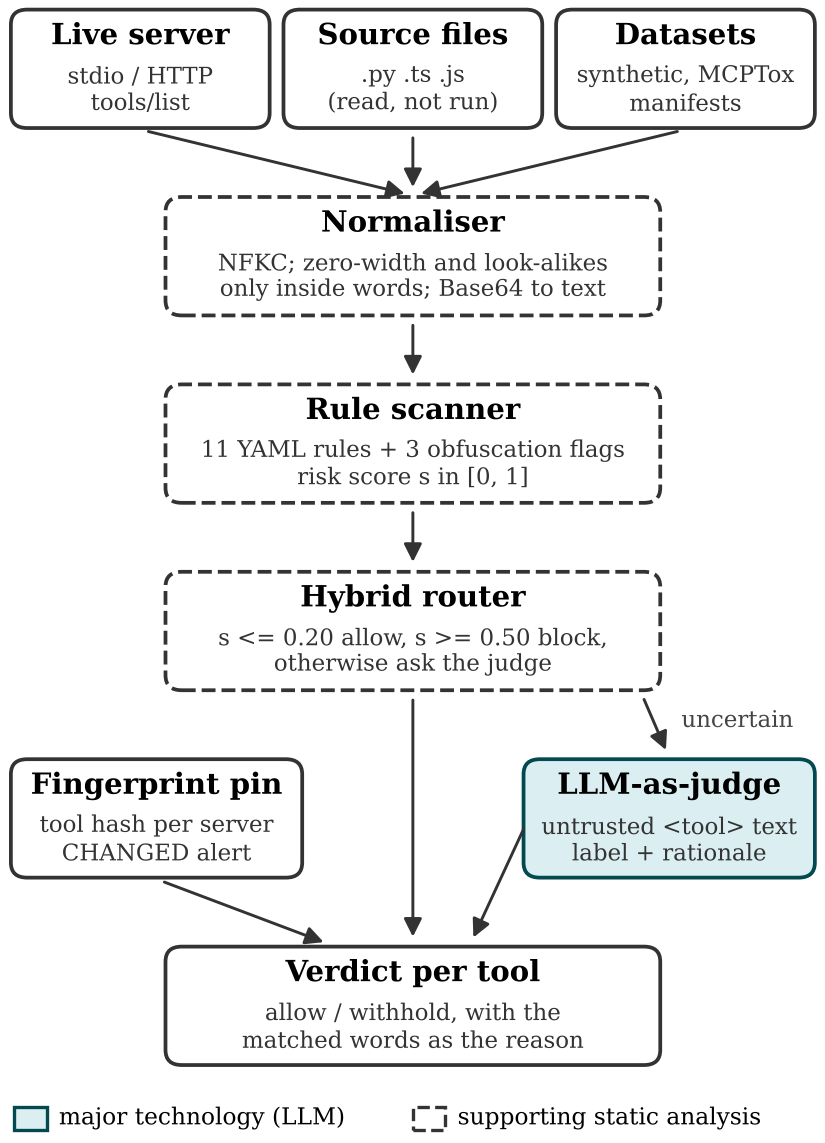 Live server
stdio / HTTP
tools/list
Source files
.py .ts .js
(read, not run)
Datasets
synthetic, MCPTox
manifests
Normaliser
NFKC; zero-width and look-alikes
only inside words; Base64 to text
Rule scanner
11 YAML rules + 3 obfuscation flags
risk score s in [0, 1]
Hybrid router
s <= 0.20 allow, s >= 0.50 block,
otherwise ask the judge
uncertain
Fingerprint pin
tool hash per server
CHANGED alert
LLM-as-judge
untrusted <tool> text
label + rationale
Verdict per tool
allow / withhold, with the
matched words as the reason
major technology (LLM)
supporting static analysis